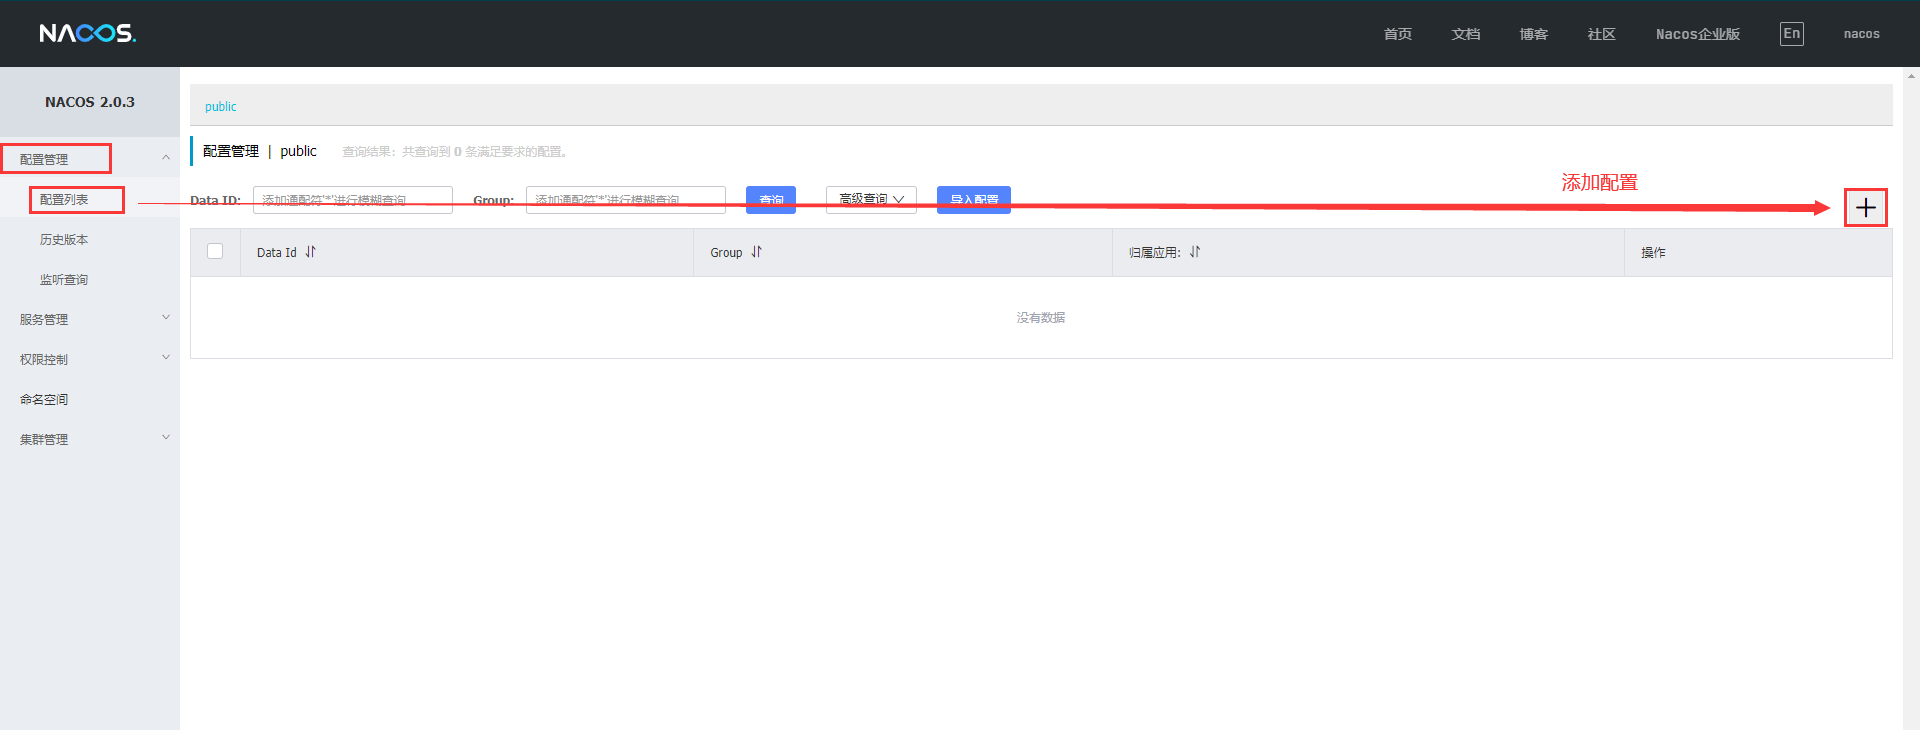 NACOS.
首页 文档 博客 社区 Nacos企业版 En nacos
NACOS 2.0.3
public
配置管理
配置管理 | public 查询结果：共查询到 0 条满足要求的配置。
添加配置
配置列表
Data ID: 添加通配符'*'进行模糊查询 Group: 添加通配符'*'进行模糊查询 查询 高级查询 导入配置
历史版本
Data Id Group 归属应用: 操作
监听查询
服务管理
没有数据
权限控制
命名空间
集群管理